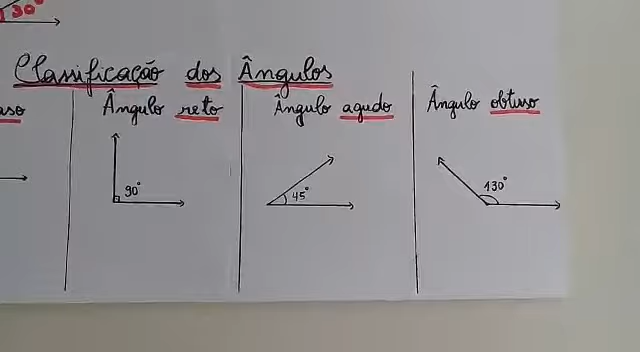 30°
Classificação dos Ângulos
Ângulo reto
Ângulo agudo
Ângulo obtuso
90°
45°
130°